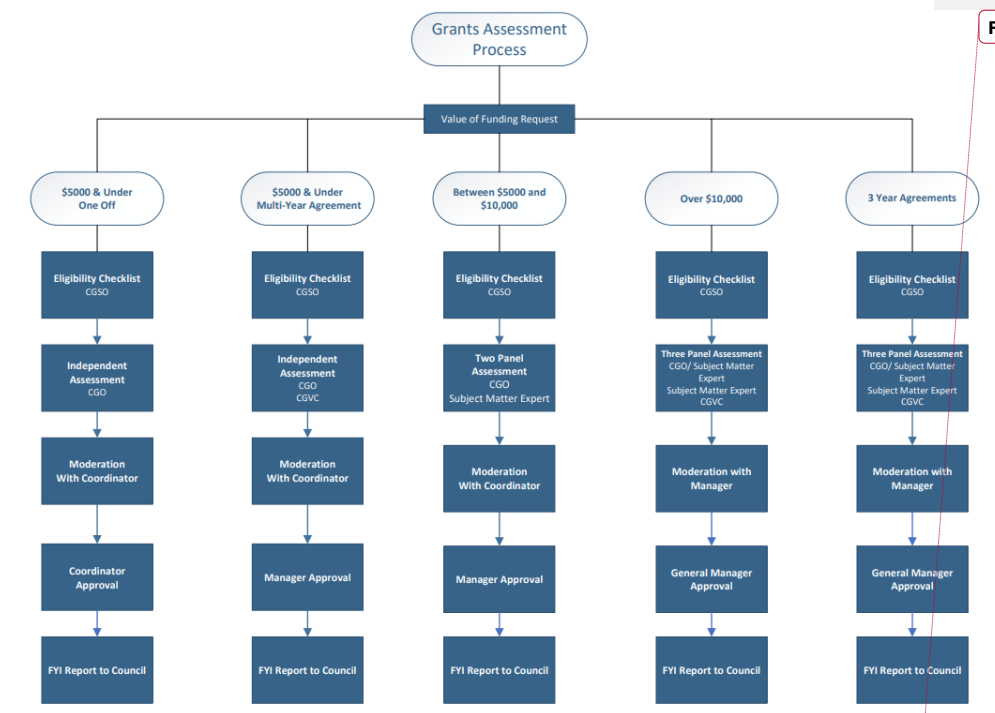 Grants Assessment
Process
F
Value of Funding Request
$5000 & Under
One Off
$5000 & Under
Multi-Year Agreement
Between $5000 and
$10,000
Over $10,000
3 Year Agreements
Eligibility Checklist
CGSO
Eligibility Checklist
CGSO
Eligibility Checklist
CGSO
Eligibility Checklist
CGSO
Eligibility Checklist
CGSO
Independent
Assessment
CGO
Independent
Assessment
CGO
CGVC
Two Panel
Assessment
CGO
Subject Matter Expert
Three Panel Assessment
CGO/ Subject Matter
Expert
Subject Matter Expert
CGVC
Three Panel Assessment
CGO/ Subject Matter
Expert
Subject Matter Expert
CGVC
Moderation
With Coordinator
Moderation
With Coordinator
Moderation
With Coordinator
Moderation with
Manager
Moderation with
Manager
Coordinator
Approval
Manager Approval
Manager Approval
General Manager
Approval
General Manager
Approval
FYI Report to Council
FYI Report to Council
FYI Report to Council
FYI Report to Council
FYI Report to Council